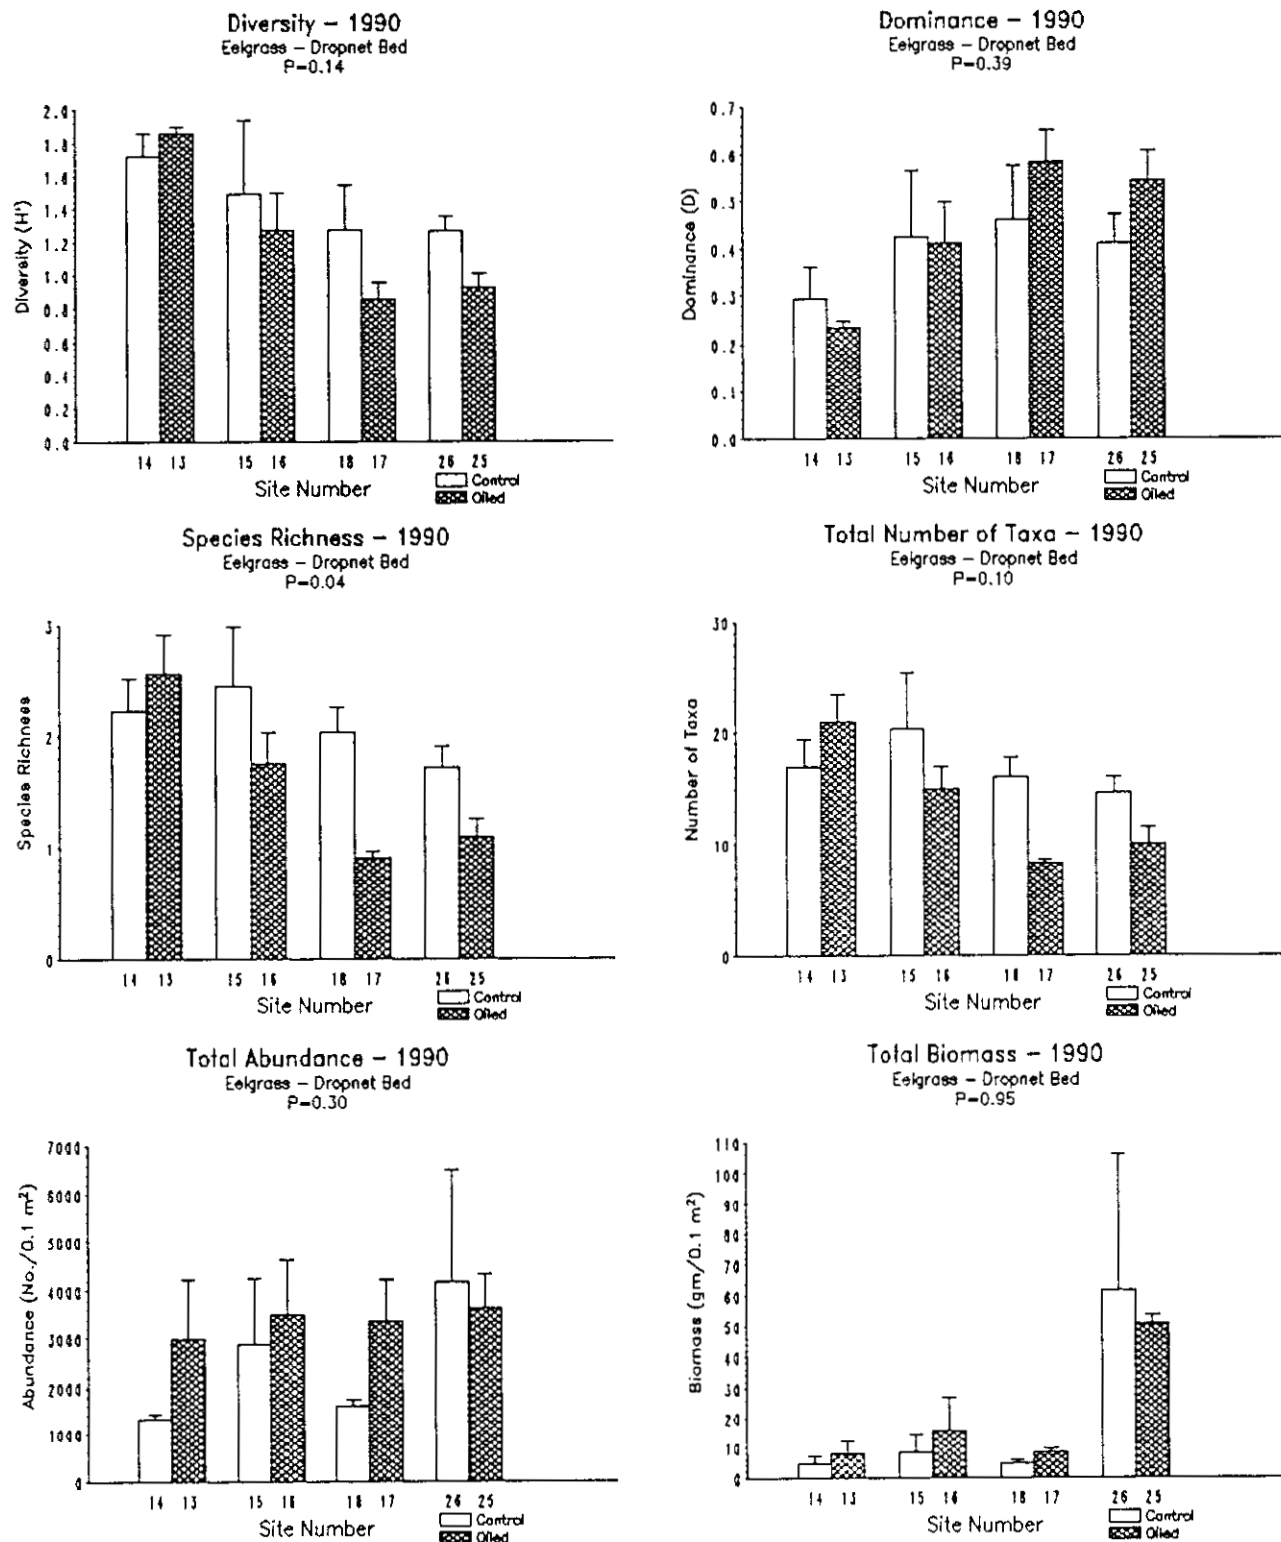 Diversity – 1990
Eelgrass – Dropnet Bed
P=0.14
2.0
1.8
1.6
1.4
1.2
1.0
0.8
0.6
0.4
0.2
0.0
Diversity (H')
14 13 15 16 18 17 26 25
Site Number
Control
Oiled
Dominance – 1990
Eelgrass – Dropnet Bed
P=0.39
0.7
0.6
0.5
0.4
0.3
0.2
0.1
0.0
Dominance (D)
14 13 15 16 18 17 26 25
Site Number
Control
Oiled
Species Richness – 1990
Eelgrass – Dropnet Bed
P=0.04
3
2
1
0
Species Richness
14 13 15 16 18 17 26 25
Site Number
Control
Oiled
Total Number of Taxa – 1990
Eelgrass – Dropnet Bed
P=0.10
30
20
10
0
Number of Taxa
14 13 15 16 18 17 26 25
Site Number
Control
Oiled
Total Abundance – 1990
Eelgrass – Dropnet Bed
P=0.30
7000
6000
5000
4000
3000
2000
1000
0
Abundance (No./0.1 m²)
14 13 15 16 18 17 26 25
Site Number
Control
Oiled
Total Biomass – 1990
Eelgrass – Dropnet Bed
P=0.95
110
100
90
80
70
60
50
40
30
20
10
0
Biomass (gm/0.1 m²)
14 13 15 16 18 17 26 25
Site Number
Control
Oiled